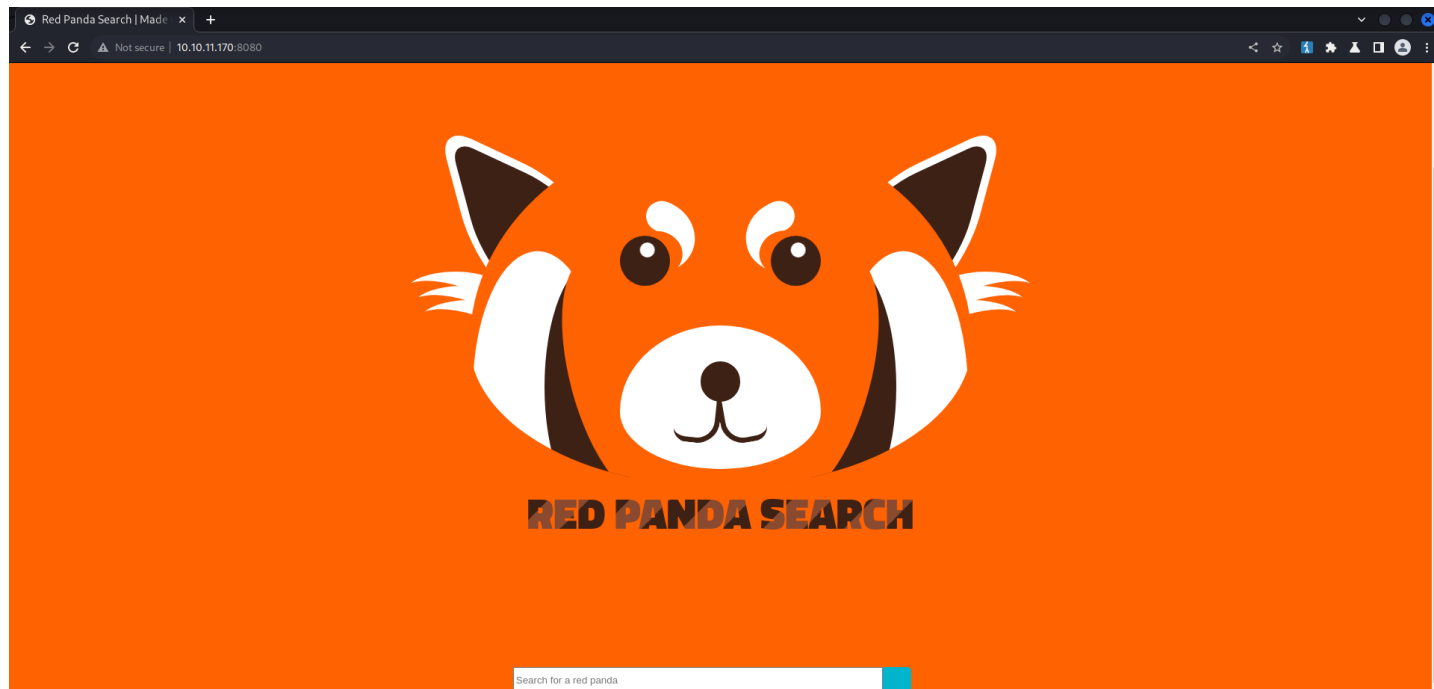 Red Panda Search | Made
Not secure | 10.10.11.170:8080
RED PANDA SEARCH
Search for a red panda